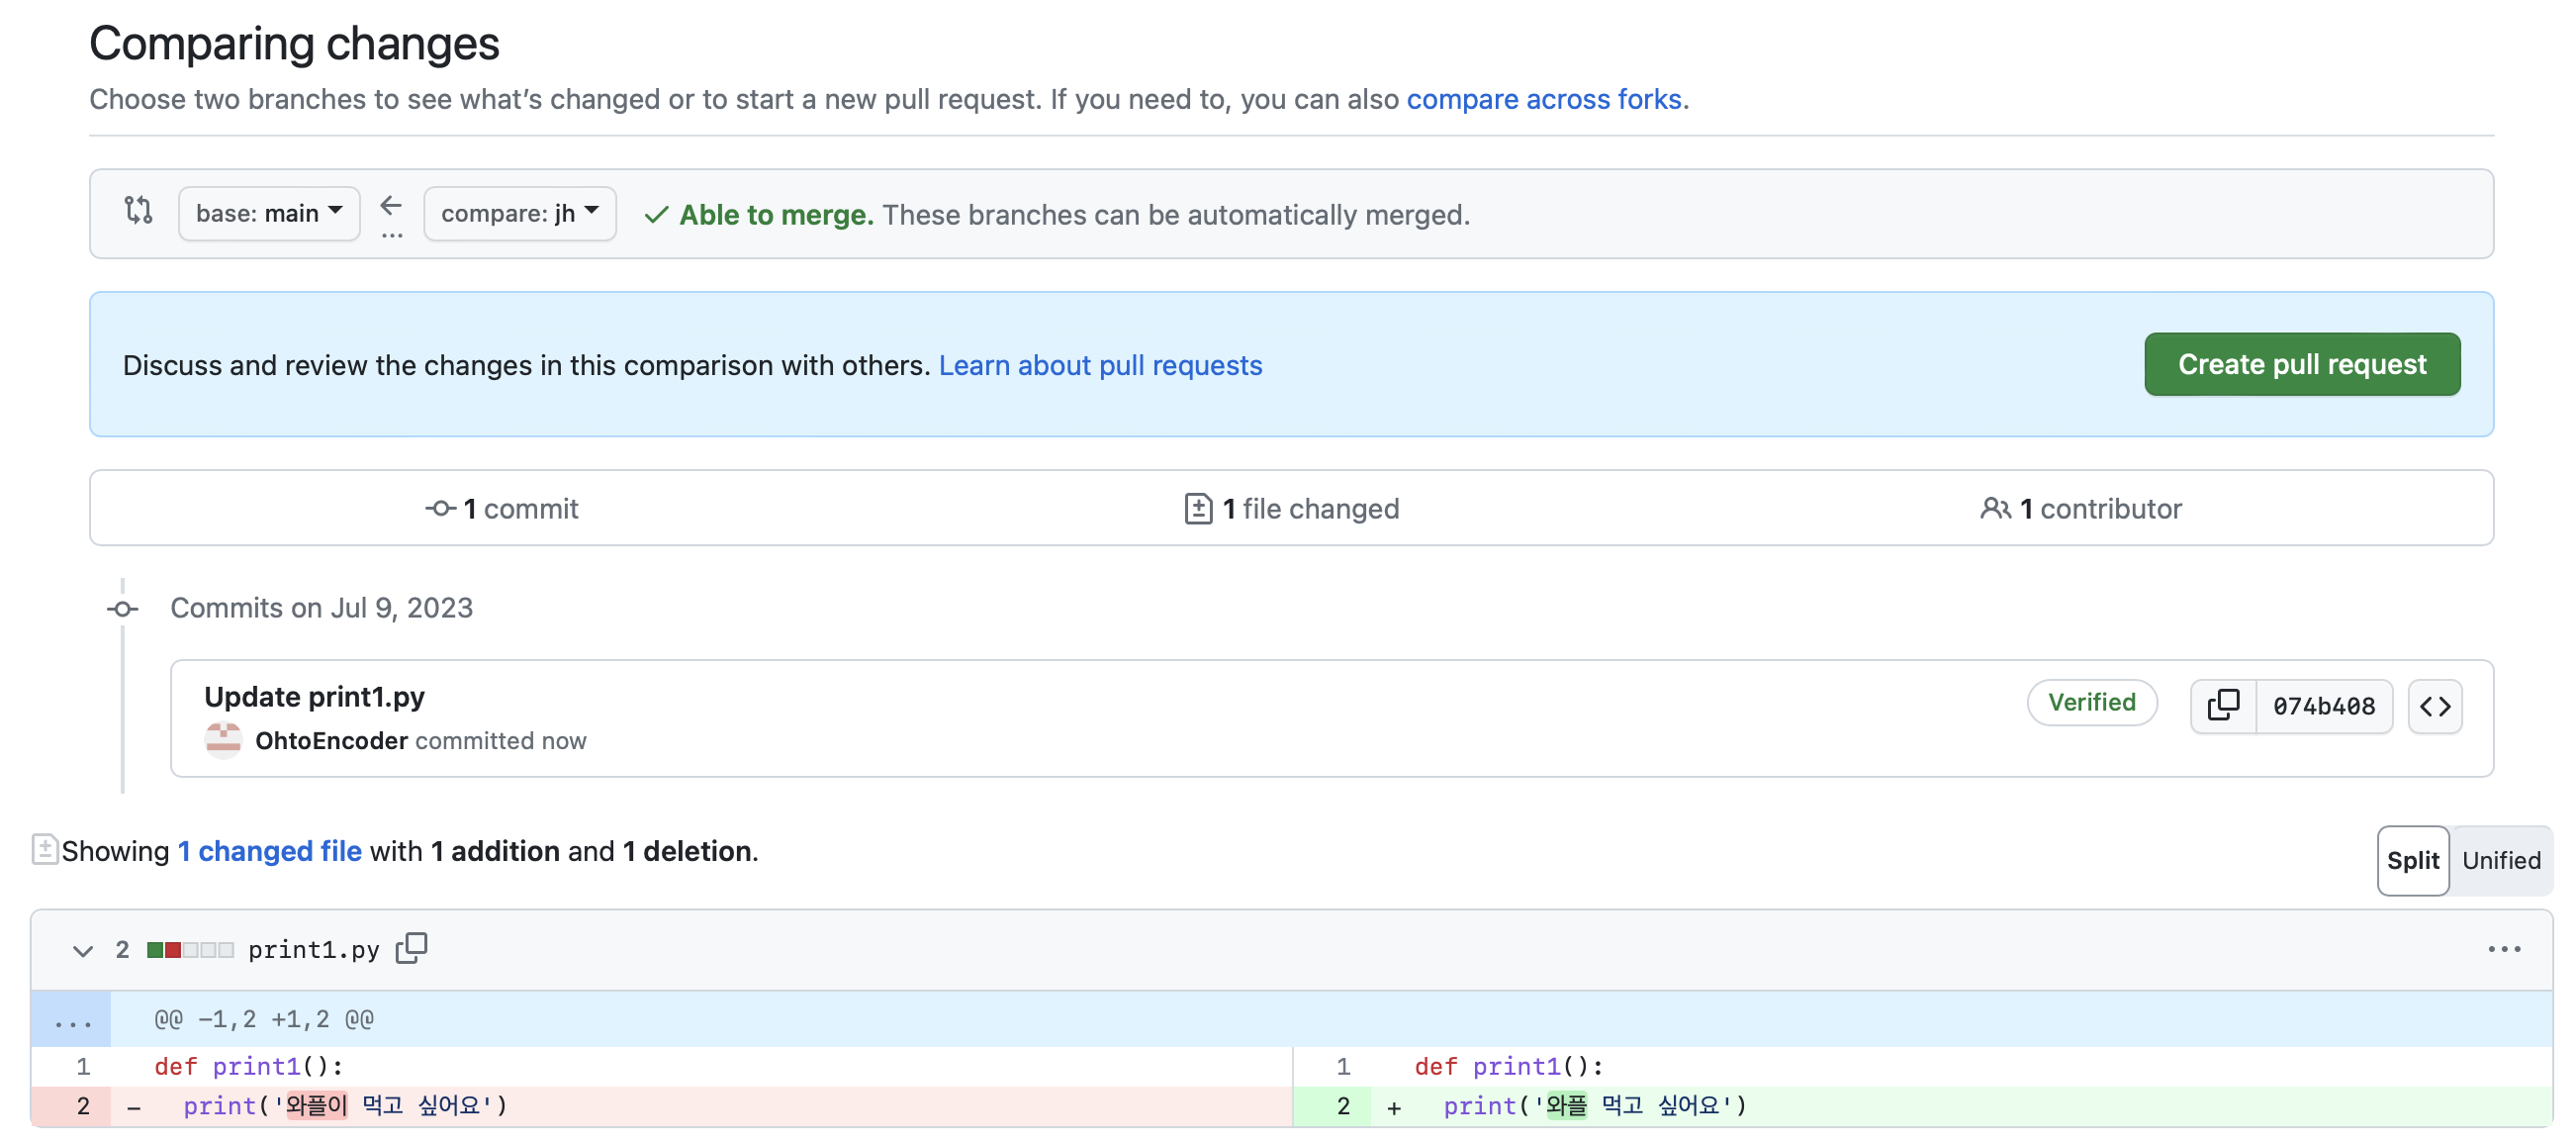 Comparing changes
Choose two branches to see what’s changed or to start a new pull request. If you need to, you can also compare across forks.
base: main ← compare: jh ✓ Able to merge. These branches can be automatically merged.
...
Discuss and review the changes in this comparison with others. Learn about pull requests Create pull request
1 commit 1 file changed 1 contributor
Commits on Jul 9, 2023
Update print1.py Verified 074b408 <>
OhtoEncoder committed now
Showing 1 changed file with 1 addition and 1 deletion. Split Unified
2 print1.py ...
... @@ -1,2 +1,2 @@
1 def print1(): 1 def print1():
2 - print('와플이 먹고 싶어요') 2 + print('와플 먹고 싶어요')